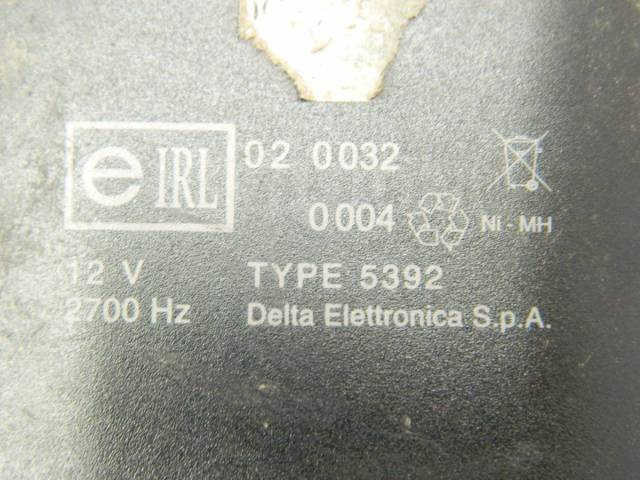 e IRL 02 0032
0004 Ni-MH
12 V TYPE 5392
2700 Hz Delta Elettronica S.p.A.